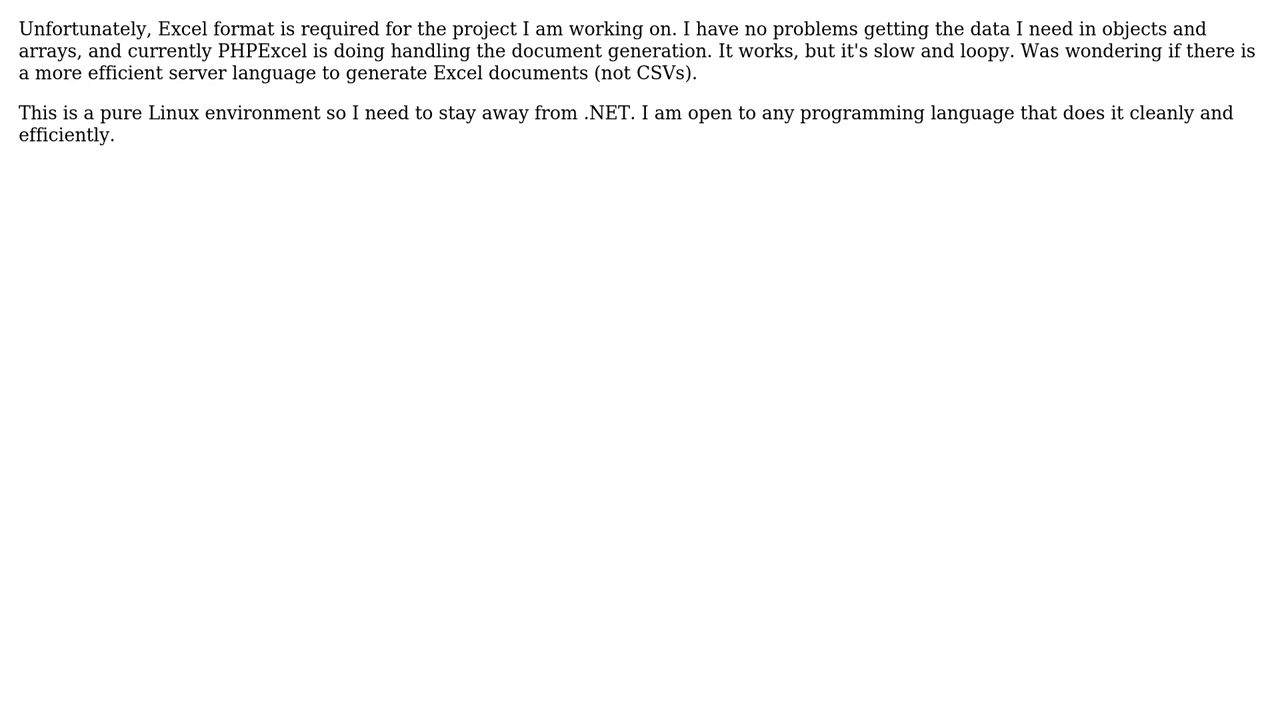 Unfortunately, Excel format is required for the project I am working on. I have no problems getting the data I need in objects and
arrays, and currently PHPExcel is doing handling the document generation. It works, but it's slow and loopy. Was wondering if there is
a more efficient server language to generate Excel documents (not CSVs).
This is a pure Linux environment so I need to stay away from .NET. I am open to any programming language that does it cleanly and
efficiently.